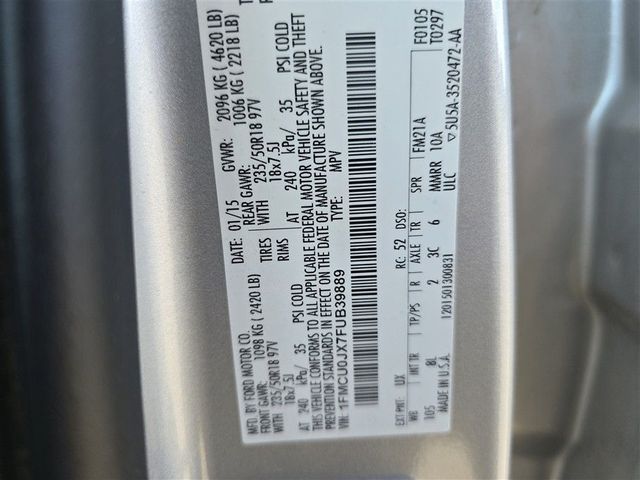 MFD. BY FORD MOTOR CO.
DATE: 01/15 GVWR: 2096 KG ( 4620 LB)
FRONT GAWR: 1098 KG ( 2420 LB) REAR GAWR: 1006 KG ( 2218 LB)
WITH 235/50R18 97V TIRES WITH 235/50R18 97V
18x7.5J RIMS 18x7.5J
AT 240 kPa/ 35 PSI COLD AT 240 kPa/ 35 PSI COLD
THIS VEHICLE CONFORMS TO ALL APPLICABLE FEDERAL MOTOR VEHICLE SAFETY AND THEFT
PREVENTION STANDARDS IN EFFECT ON THE DATE OF MANUFACTURE SHOWN ABOVE.
VIN: 1FMCU0JX7FUB39889 TYPE: MPV
F0105
T0297
EXT PNT: UX RC: 52 DSO:
WB INT TR TP/PS R AXLE TR SPR FM21A
105 8L 2 3C 6 MMRR 10A
MADE IN U.S.A. ULC
1201501300831 5U5A-3520472-AA